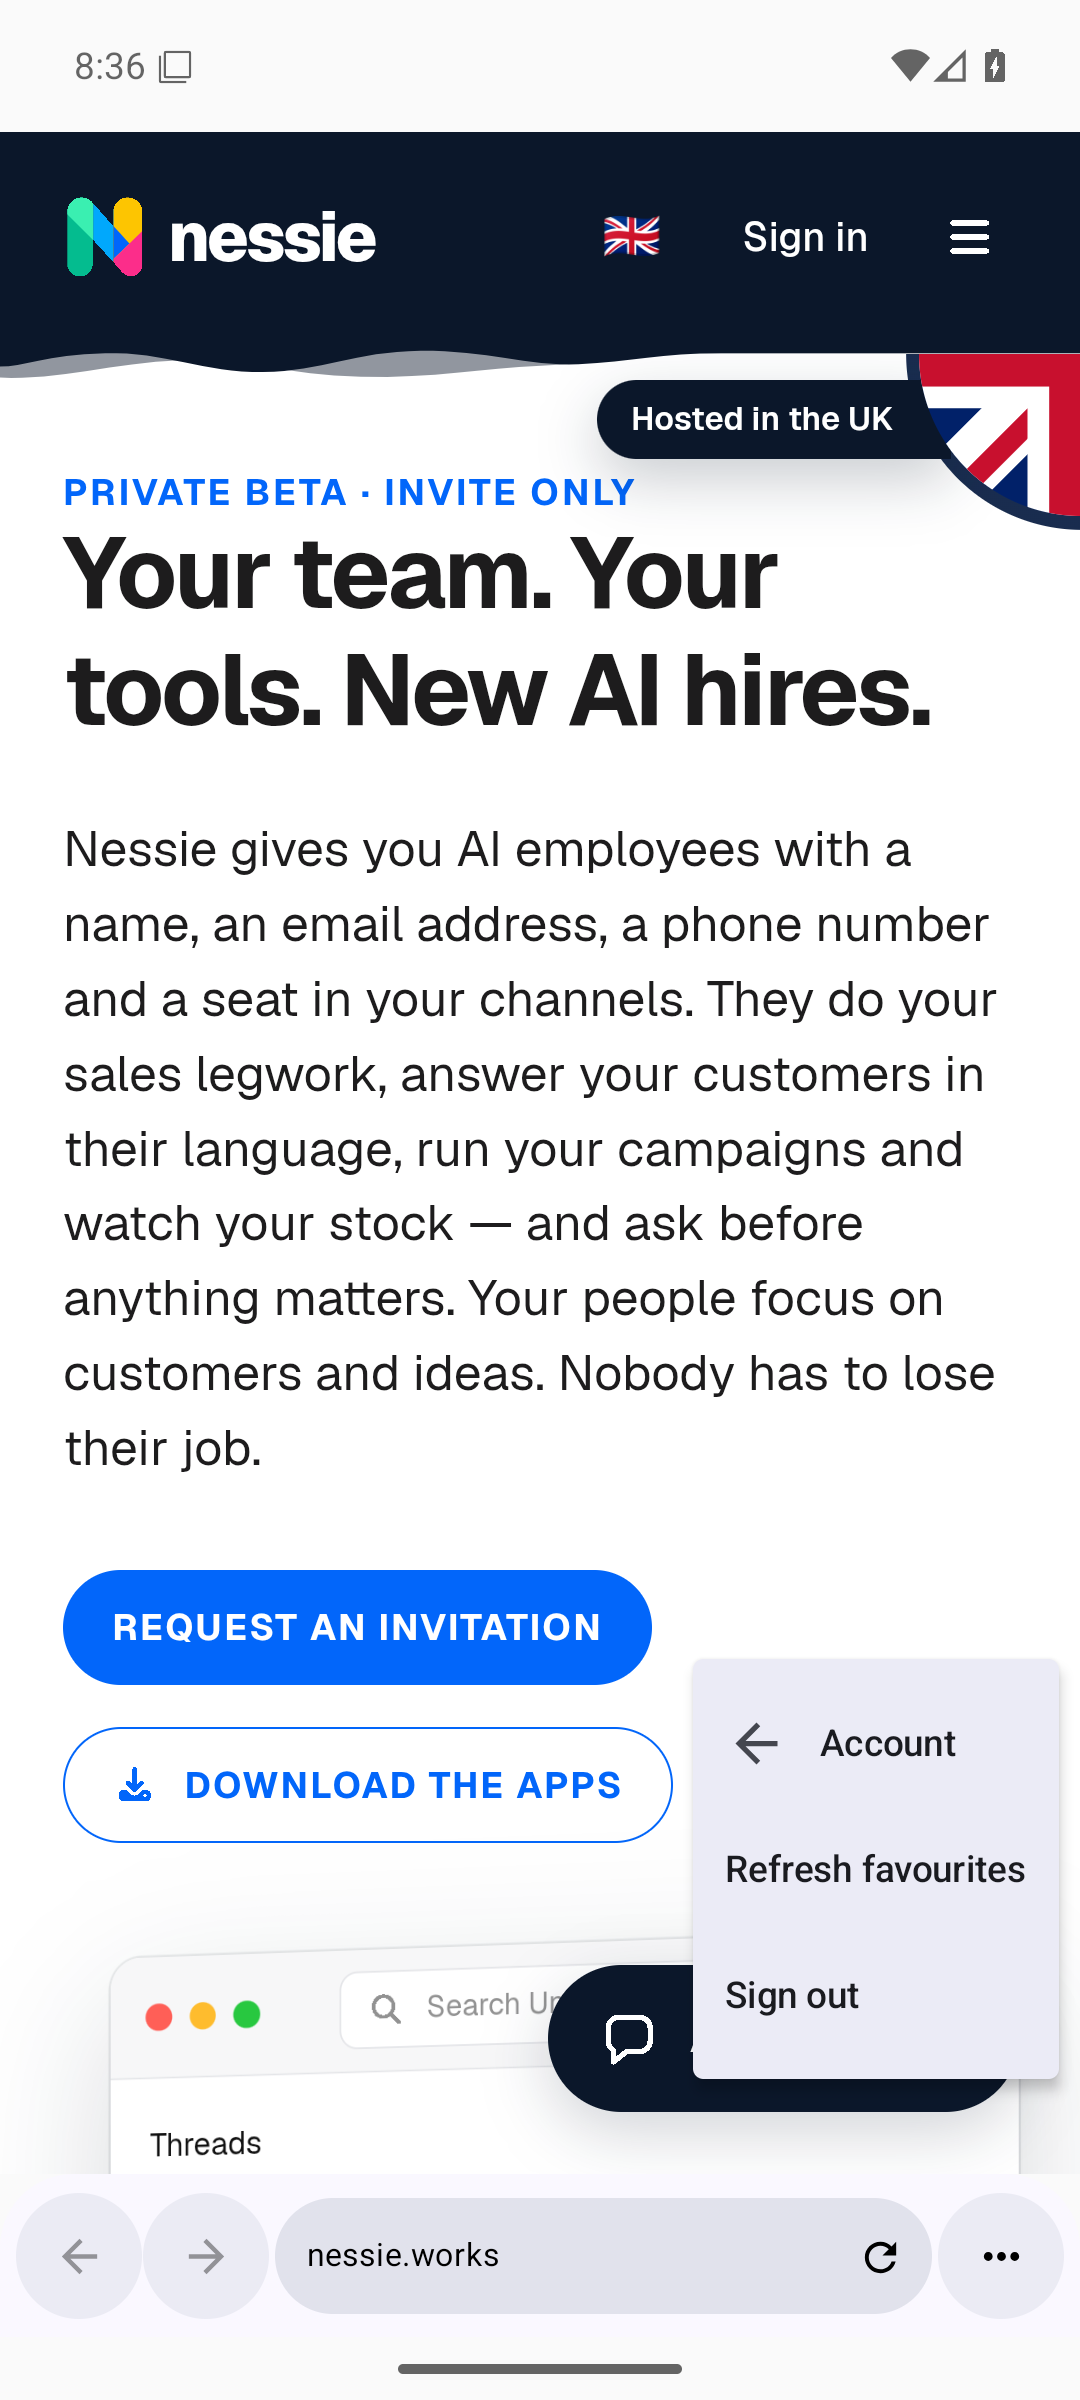 8:36
nessie
Sign in
Hosted in the UK
PRIVATE BETA · INVITE ONLY
Your team. Your
tools. New AI hires.
Nessie gives you AI employees with a
name, an email address, a phone number
and a seat in your channels. They do your
sales legwork, answer your customers in
their language, run your campaigns and
watch your stock — and ask before
anything matters. Your people focus on
customers and ideas. Nobody has to lose
their job.
REQUEST AN INVITATION
DOWNLOAD THE APPS
Account
Refresh favourites
Sign out
Search
Threads
nessie.works